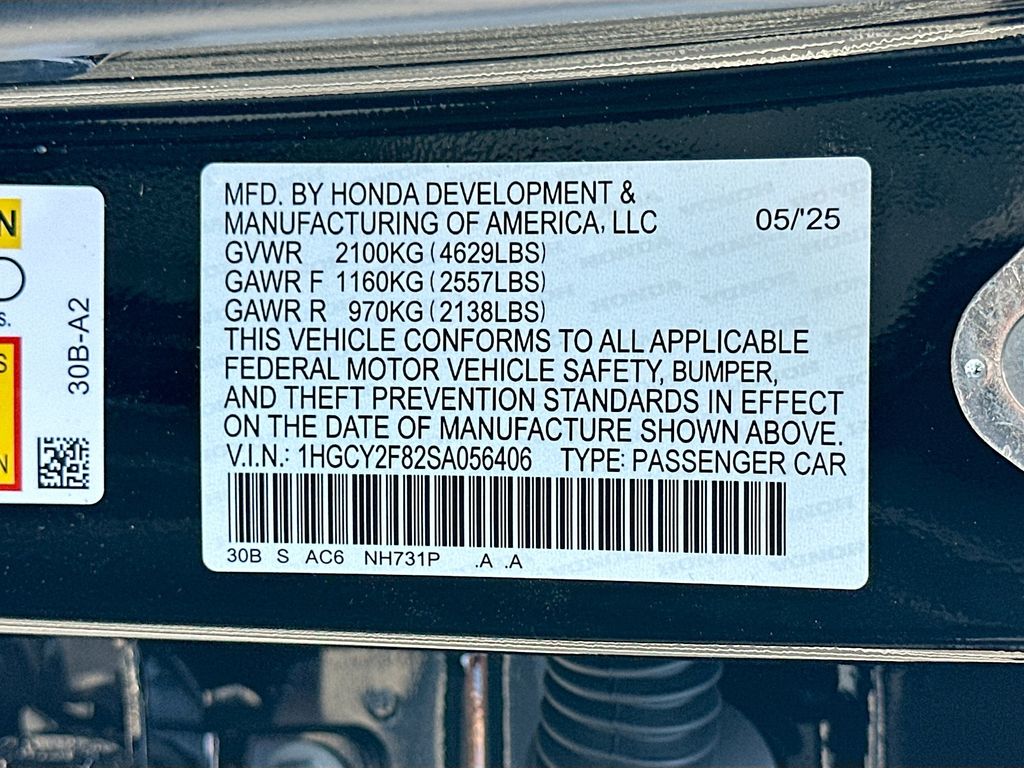 MFD. BY HONDA DEVELOPMENT &
MANUFACTURING OF AMERICA, LLC 05/'25
GVWR 2100KG (4629LBS)
GAWR F 1160KG (2557LBS)
GAWR R 970KG (2138LBS)
THIS VEHICLE CONFORMS TO ALL APPLICABLE
FEDERAL MOTOR VEHICLE SAFETY, BUMPER,
AND THEFT PREVENTION STANDARDS IN EFFECT
ON THE DATE OF MANUFACTURE SHOWN ABOVE.
V.I.N.: 1HGCY2F82SA056406 TYPE: PASSENGER CAR
30B S AC6 NH731P .A .A
30B-A2
N
S.
S
N